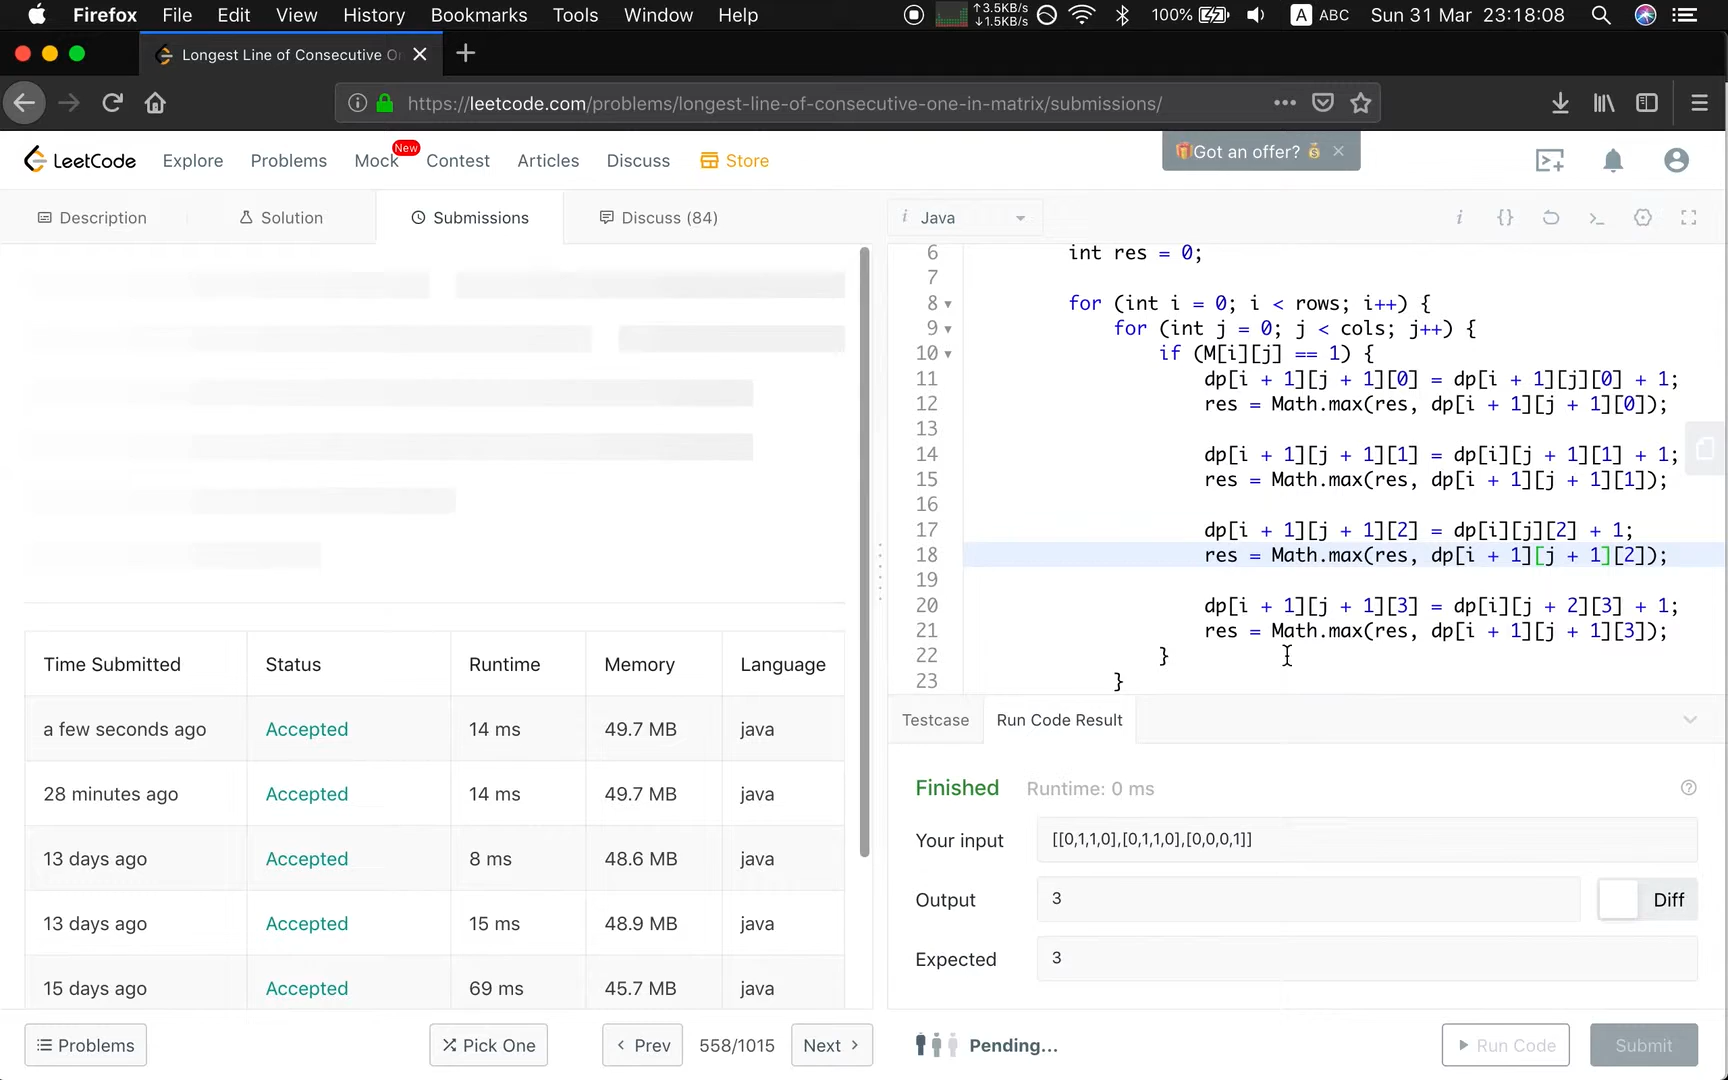 Firefox File Edit View History Bookmarks Tools Window Help
↑3.5KB/s
↓1.5KB/s
100% A ABC Sun 31 Mar 23:18:08
Longest Line of Consecutive O
https://leetcode.com/problems/longest-line-of-consecutive-one-in-matrix/submissions/
LeetCode Explore Problems Mock New Contest Articles Discuss Store
🎁Got an offer? 💰 ×
Description Solution Submissions Discuss (84)
i Java i {}
6 int res = 0;
7
8 for (int i = 0; i < rows; i++) {
9 for (int j = 0; j < cols; j++) {
10 if (M[i][j] == 1) {
11 dp[i + 1][j + 1][0] = dp[i + 1][j][0] + 1;
12 res = Math.max(res, dp[i + 1][j + 1][0]);
13
14 dp[i + 1][j + 1][1] = dp[i][j + 1][1] + 1;
15 res = Math.max(res, dp[i + 1][j + 1][1]);
16
17 dp[i + 1][j + 1][2] = dp[i][j][2] + 1;
18 res = Math.max(res, dp[i + 1][j + 1][2]);
19
20 dp[i + 1][j + 1][3] = dp[i][j + 2][3] + 1;
21 res = Math.max(res, dp[i + 1][j + 1][3]);
22 }
23 }
Time Submitted Status Runtime Memory Language
a few seconds ago Accepted 14 ms 49.7 MB java
28 minutes ago Accepted 14 ms 49.7 MB java
13 days ago Accepted 8 ms 48.6 MB java
13 days ago Accepted 15 ms 48.9 MB java
15 days ago Accepted 69 ms 45.7 MB java
Testcase Run Code Result
Finished Runtime: 0 ms
Your input [[0,1,1,0],[0,1,1,0],[0,0,0,1]]
Output 3 Diff
Expected 3
Problems Pick One Prev 558/1015 Next
Pending... Run Code Submit